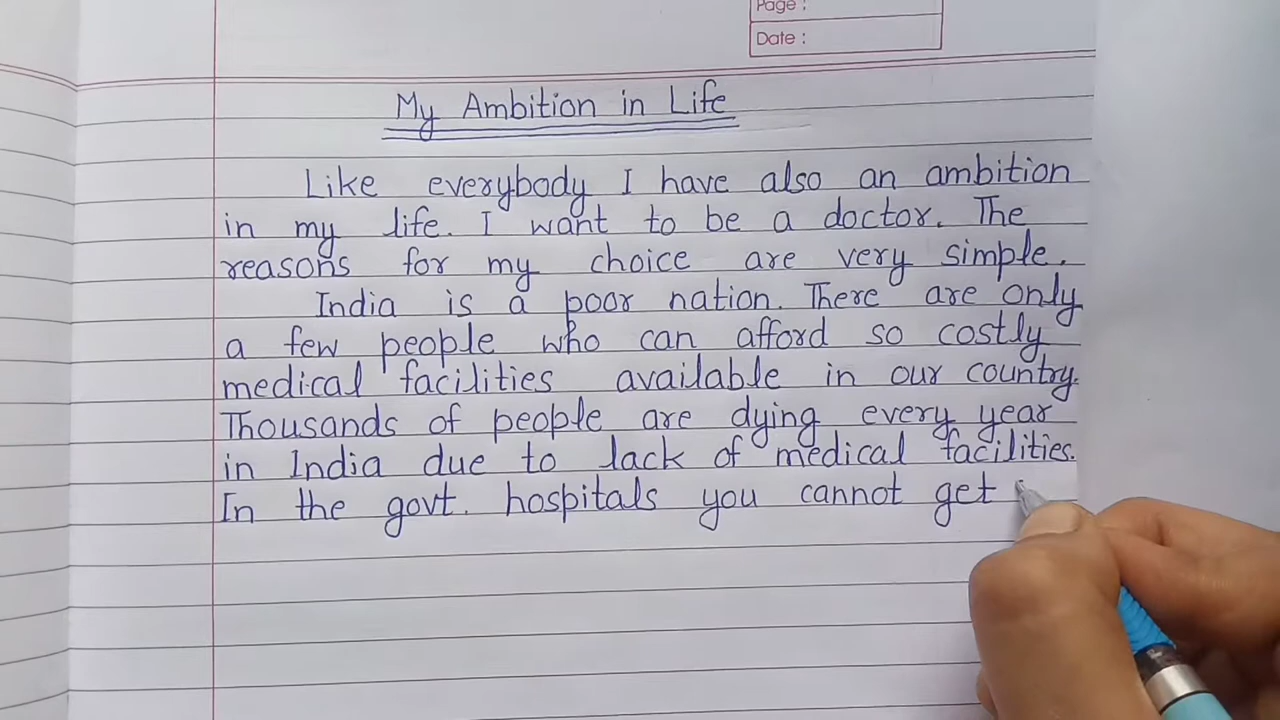 Page :
Date :
My Ambition in Life
Like everybody I have also an ambition
in my life. I want to be a doctor. The
reasons for my choice are very simple.
India is a poor nation. There are only
a few people who can afford so costly
medical facilities available in our country.
Thousands of people are dying every year
in India due to lack of medical facilities.
In the govt. hospitals you cannot get